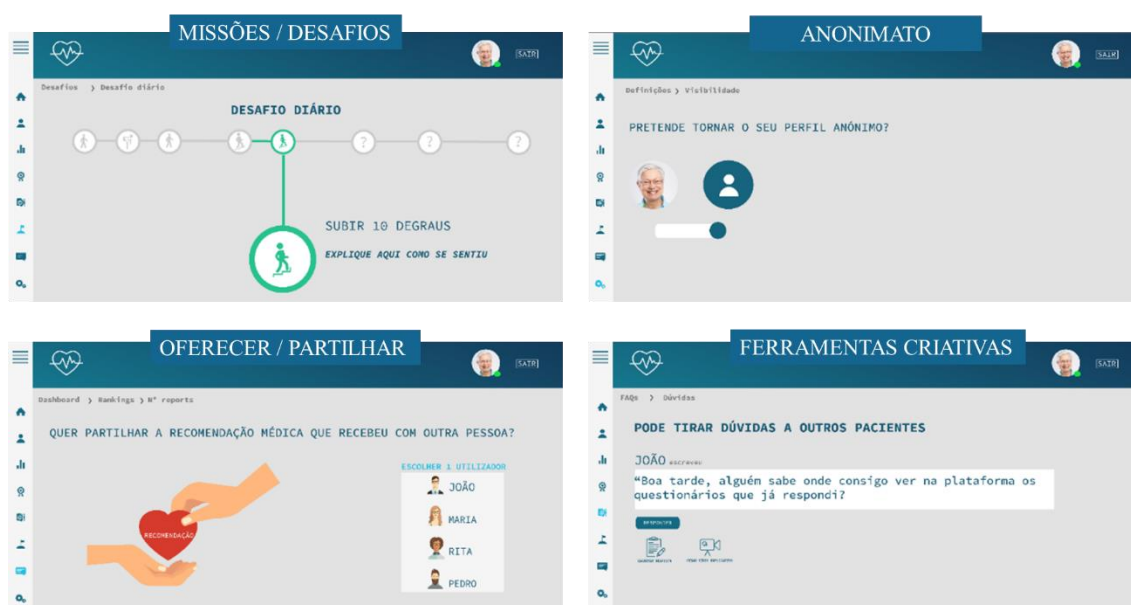 MISSÕES / DESAFIOS
[SAIR]
Desafios > Desafio diário
DESAFIO DIÁRIO
? ? ?
SUBIR 10 DEGRAUS
EXPLIQUE AQUI COMO SE SENTIU
ANONIMATO
[SAIR]
Definições > Visibilidade
PRETENDE TORNAR O SEU PERFIL ANÓNIMO?
OFERECER / PARTILHAR
[SAIR]
Dashboard > Rankings > Nº reports
QUER PARTILHAR A RECOMENDAÇÃO MÉDICA QUE RECEBEU COM OUTRA PESSOA?
ESCOLHER 1 UTILIZADOR
RECOMENDAÇÃO
JOÃO
MARIA
RITA
PEDRO
FERRAMENTAS CRIATIVAS
[SAIR]
FAQs > Dúvidas
PODE TIRAR DÚVIDAS A OUTROS PACIENTES
JOÃO escreveu
“Boa tarde, alguém sabe onde consigo ver na plataforma os
questionários que já respondi?
RESPONDER